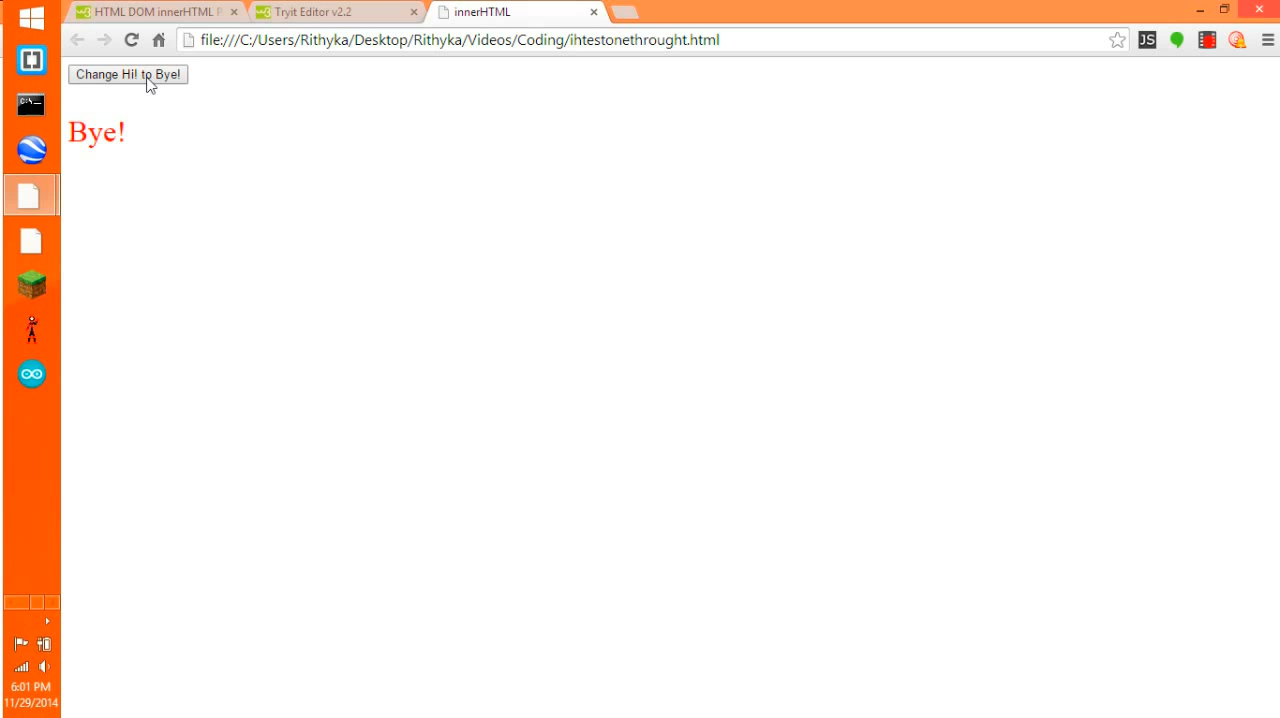 HTML DOM innerHTML P
Tryit Editor v2.2
innerHTML
file:///C:/Users/Rithyka/Desktop/Rithyka/Videos/Coding/ihtestonethrought.html
JS
Change Hi! to Bye!
Bye!
C:\
6:01 PM
11/29/2014